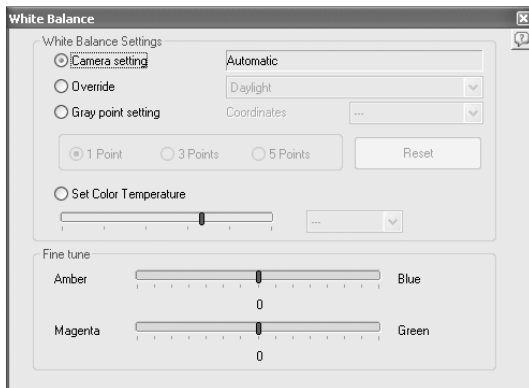 White Balance
White Balance Settings
Camera setting Automatic
Override Daylight
Gray point setting Coordinates ---
1 Point 3 Points 5 Points Reset
Set Color Temperature
---
Fine tune
Amber Blue
0
Magenta Green
0